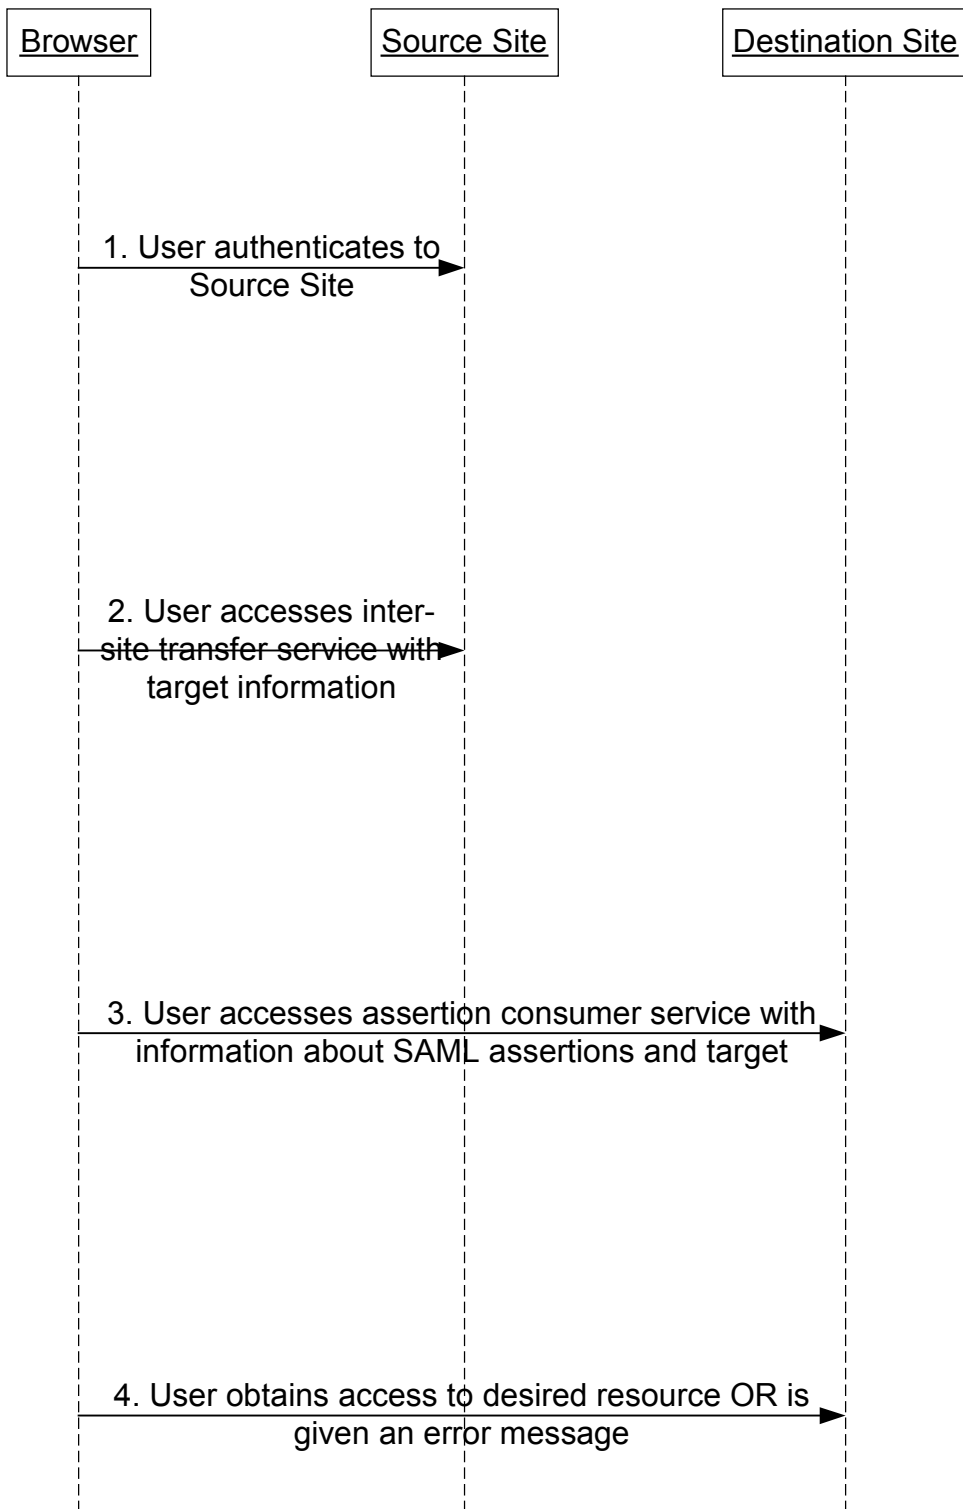 Browser
Source Site
Destination Site
1. User authenticates to
Source Site
2. User accesses inter-
site transfer service with
target information
3. User accesses assertion consumer service with
information about SAML assertions and target
4. User obtains access to desired resource OR is
given an error message